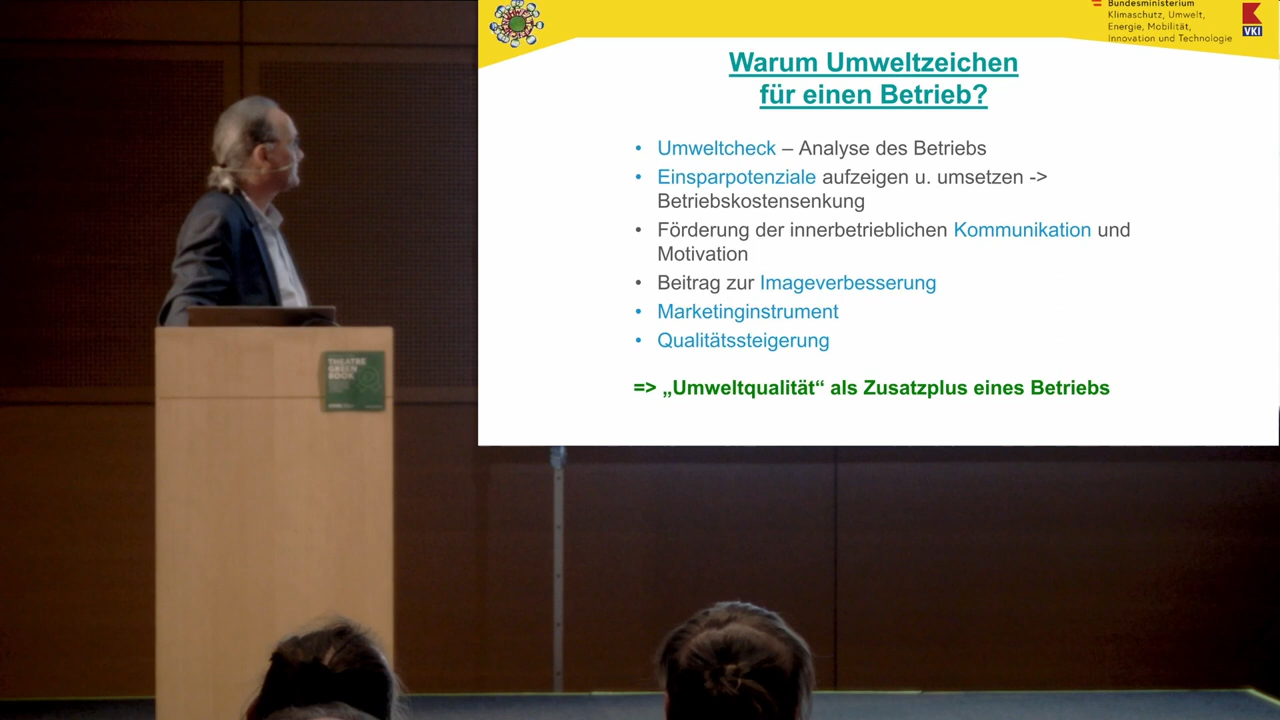 Bundesministerium
Klimaschutz, Umwelt,
Energie, Mobilität,
Innovation und Technologie
VKI
Warum Umweltzeichen
für einen Betrieb?
• Umweltcheck – Analyse des Betriebs
• Einsparpotenziale aufzeigen u. umsetzen ->
Betriebskostensenkung
• Förderung der innerbetrieblichen Kommunikation und
Motivation
• Beitrag zur Imageverbesserung
• Marketinginstrument
• Qualitätssteigerung
=> „Umweltqualität“ als Zusatzplus eines Betriebs
THEATRE
GREEN
BOOK